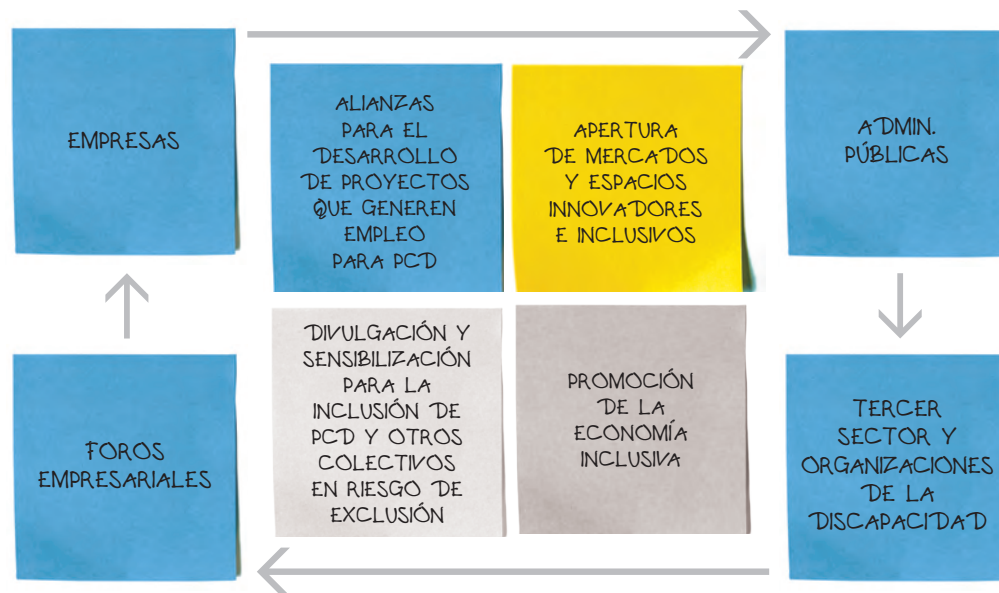 EMPRESAS
ALIANZAS
PARA EL
DESARROLLO
DE PROYECTOS
QUE GENEREN
EMPLEO
PARA PCD
APERTURA
DE MERCADOS
Y ESPACIOS
INNOVADORES
E INCLUSIVOS
ADMIN.
PÚBLICAS
FOROS
EMPRESARIALES
DIVULGACIÓN Y
SENSIBILIZACIÓN
PARA LA
INCLUSIÓN DE
PCD Y OTROS
COLECTIVOS
EN RIESGO DE
EXCLUSIÓN
PROMOCIÓN
DE LA
ECONOMÍA
INCLUSIVA
TERCER
SECTOR Y
ORGANIZACIONES
DE LA
DISCAPACIDAD